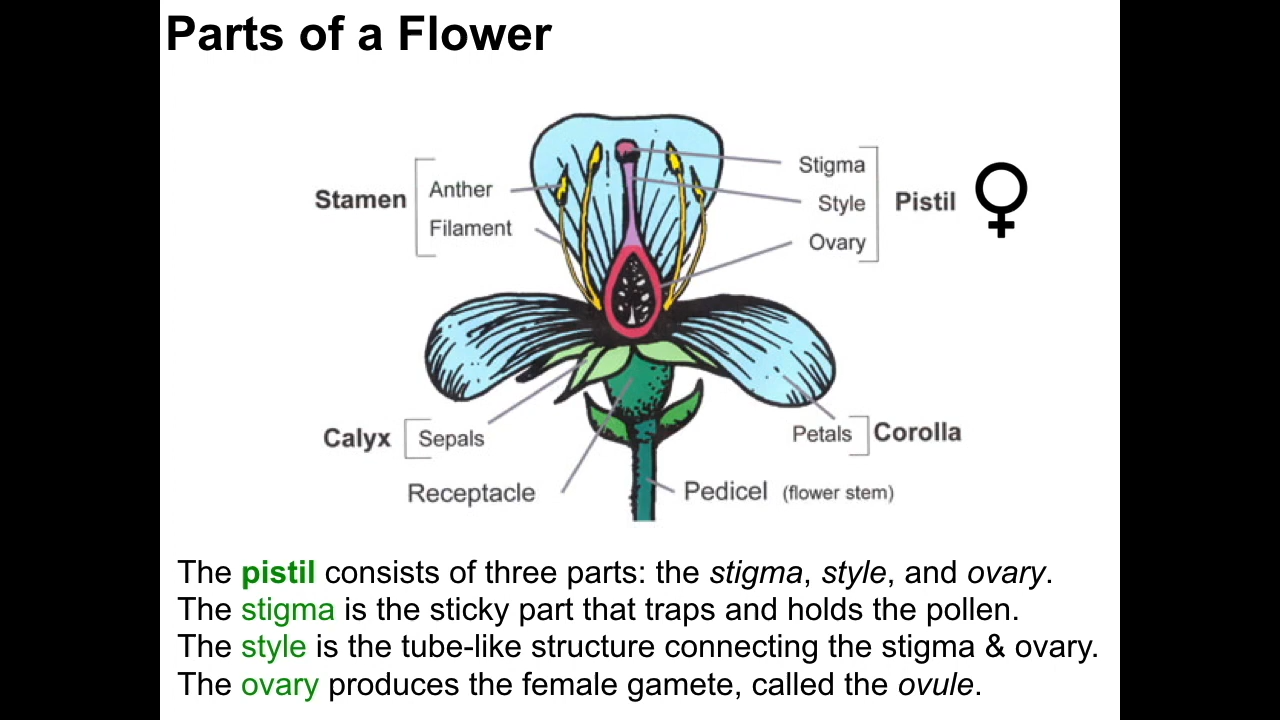 Parts of a Flower
Stigma
Stamen
Anther
Style
Pistil
Filament
Ovary
Calyx
Sepals
Petals
Corolla
Receptacle
Pedicel (flower stem)
The pistil consists of three parts: the stigma, style, and ovary.
The stigma is the sticky part that traps and holds the pollen.
The style is the tube-like structure connecting the stigma & ovary.
The ovary produces the female gamete, called the ovule.